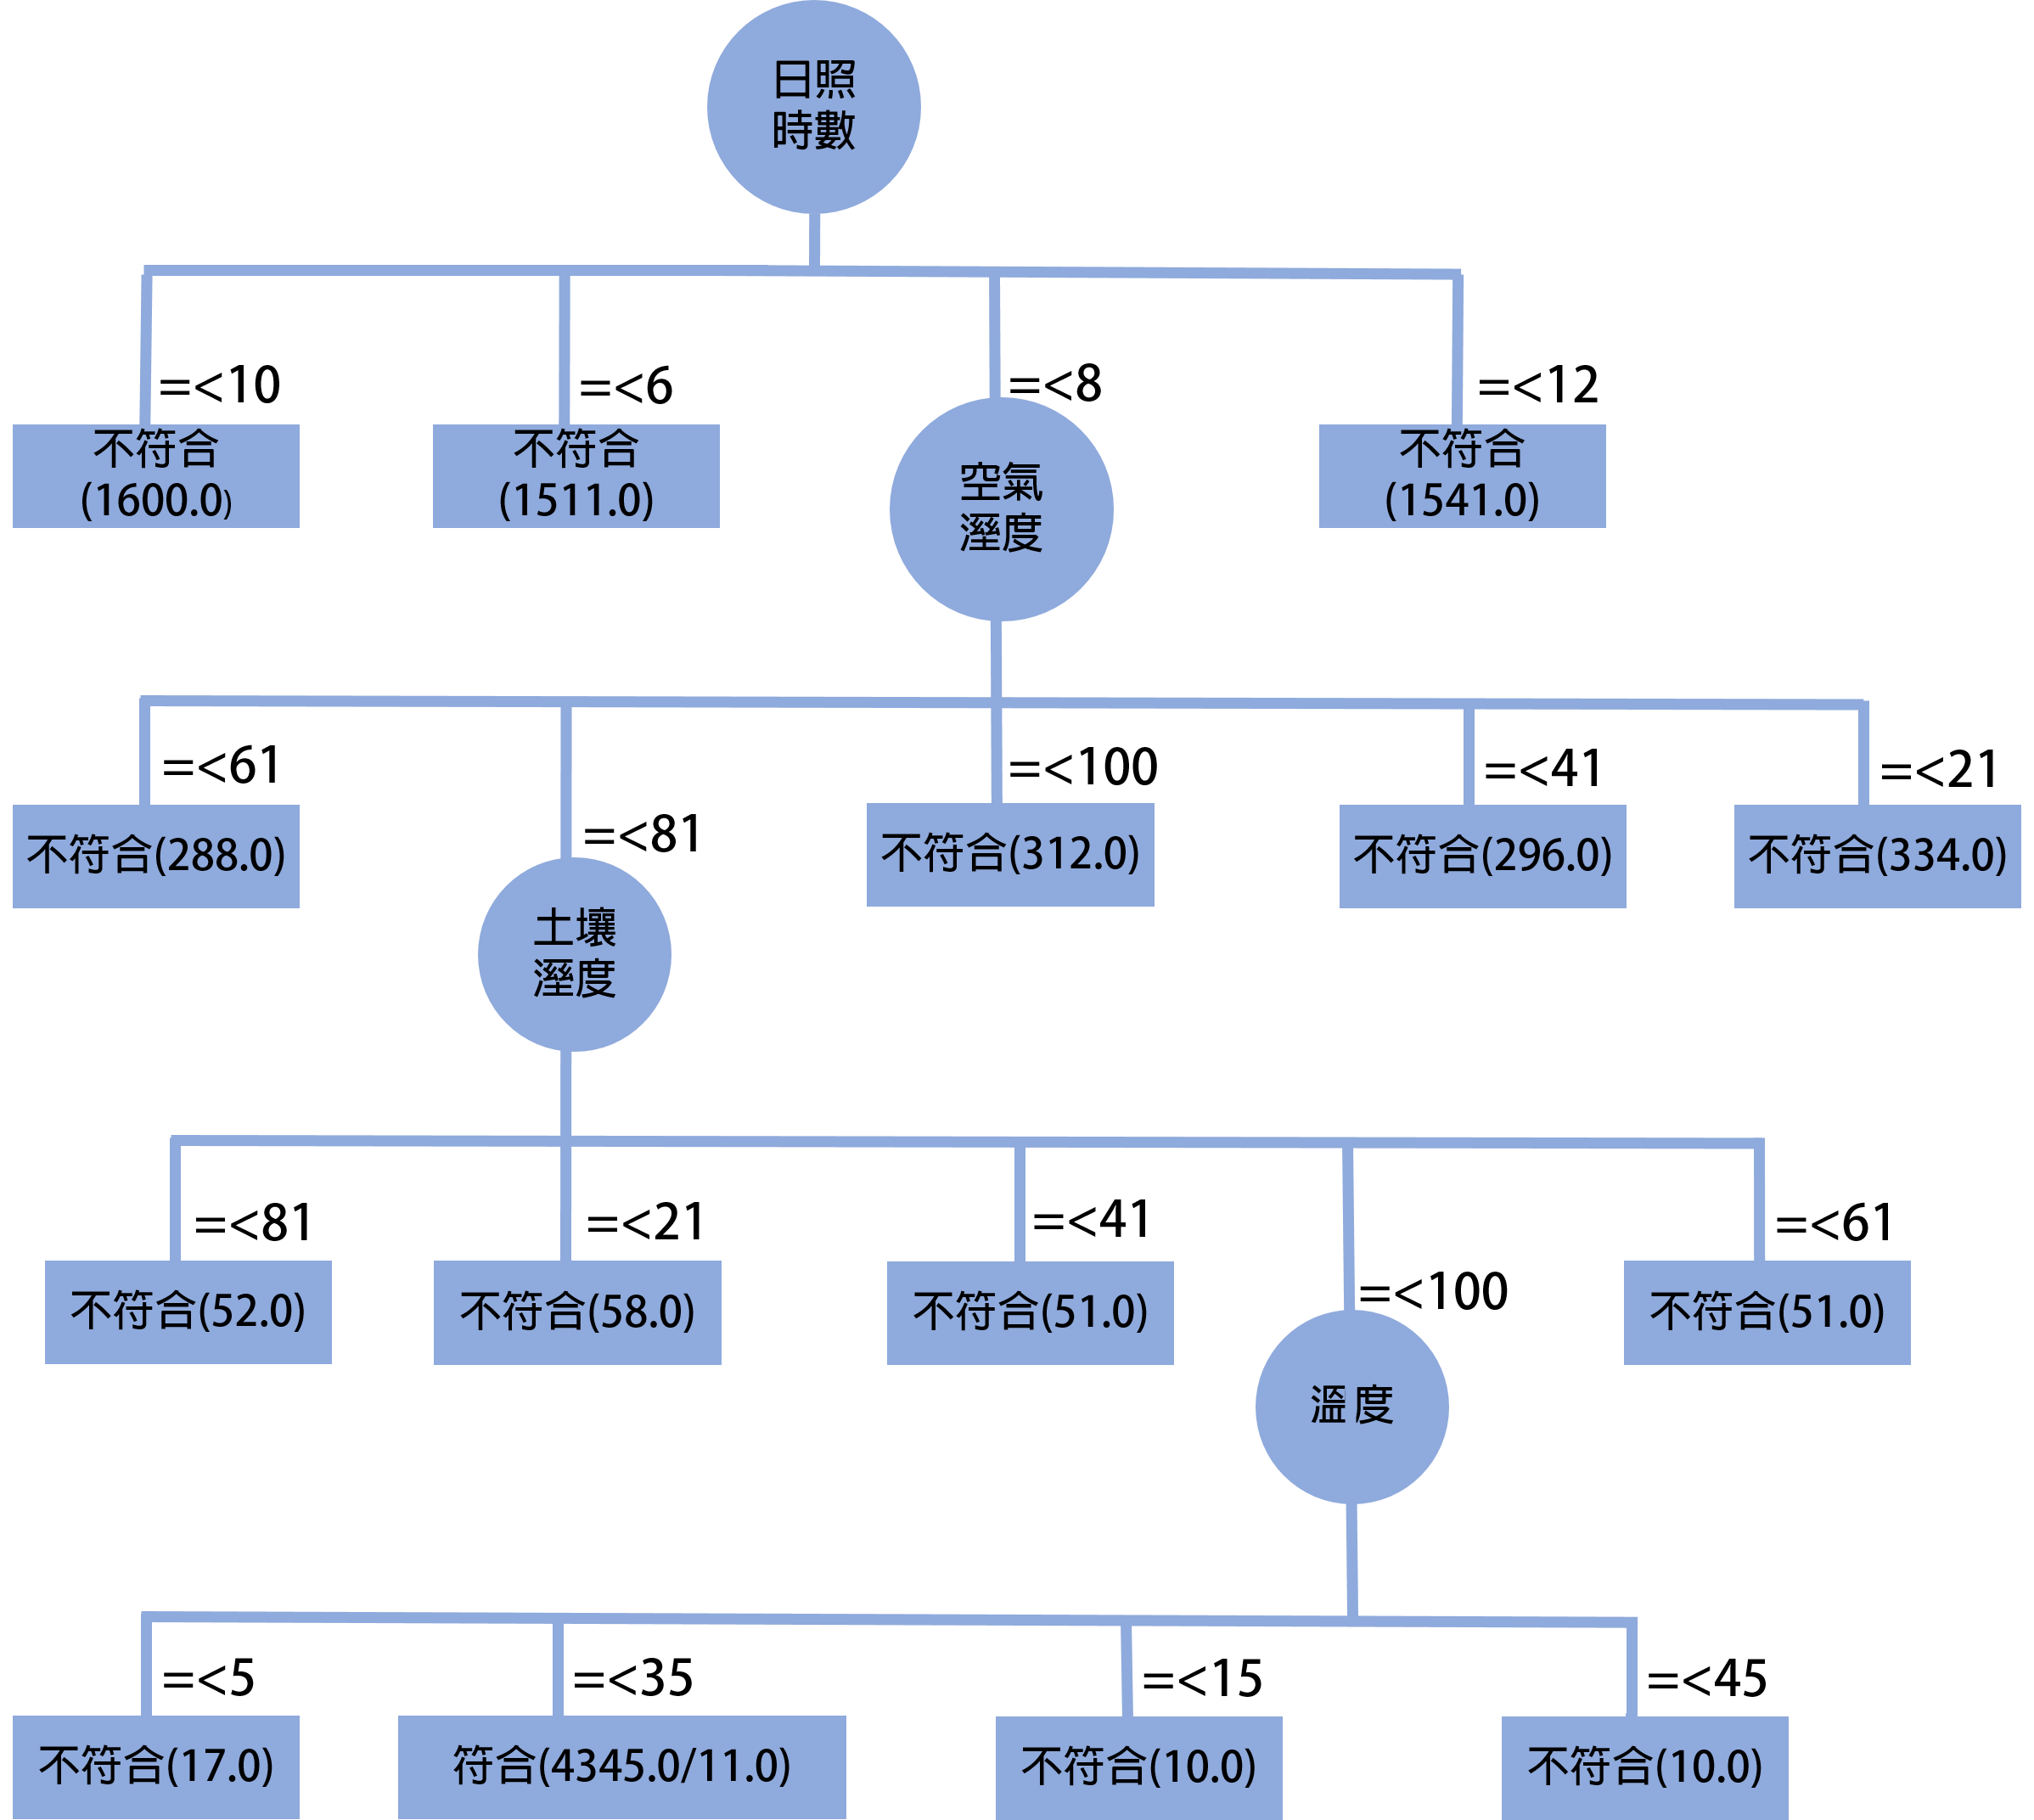 日照
時數
=<10
=<6
=<8
=<12
不符合
(1600.0)
不符合
(1511.0)
空氣
溼度
不符合
(1541.0)
=<61
=<81
=<100
=<41
=<21
不符合(288.0)
不符合(312.0)
不符合(296.0)
不符合(334.0)
土壤
溼度
=<81
=<21
=<41
=<100
=<61
不符合(52.0)
不符合(58.0)
不符合(51.0)
不符合(51.0)
溫度
=<5
=<35
=<15
=<45
不符合(17.0)
符合(4345.0/11.0)
不符合(10.0)
不符合(10.0)